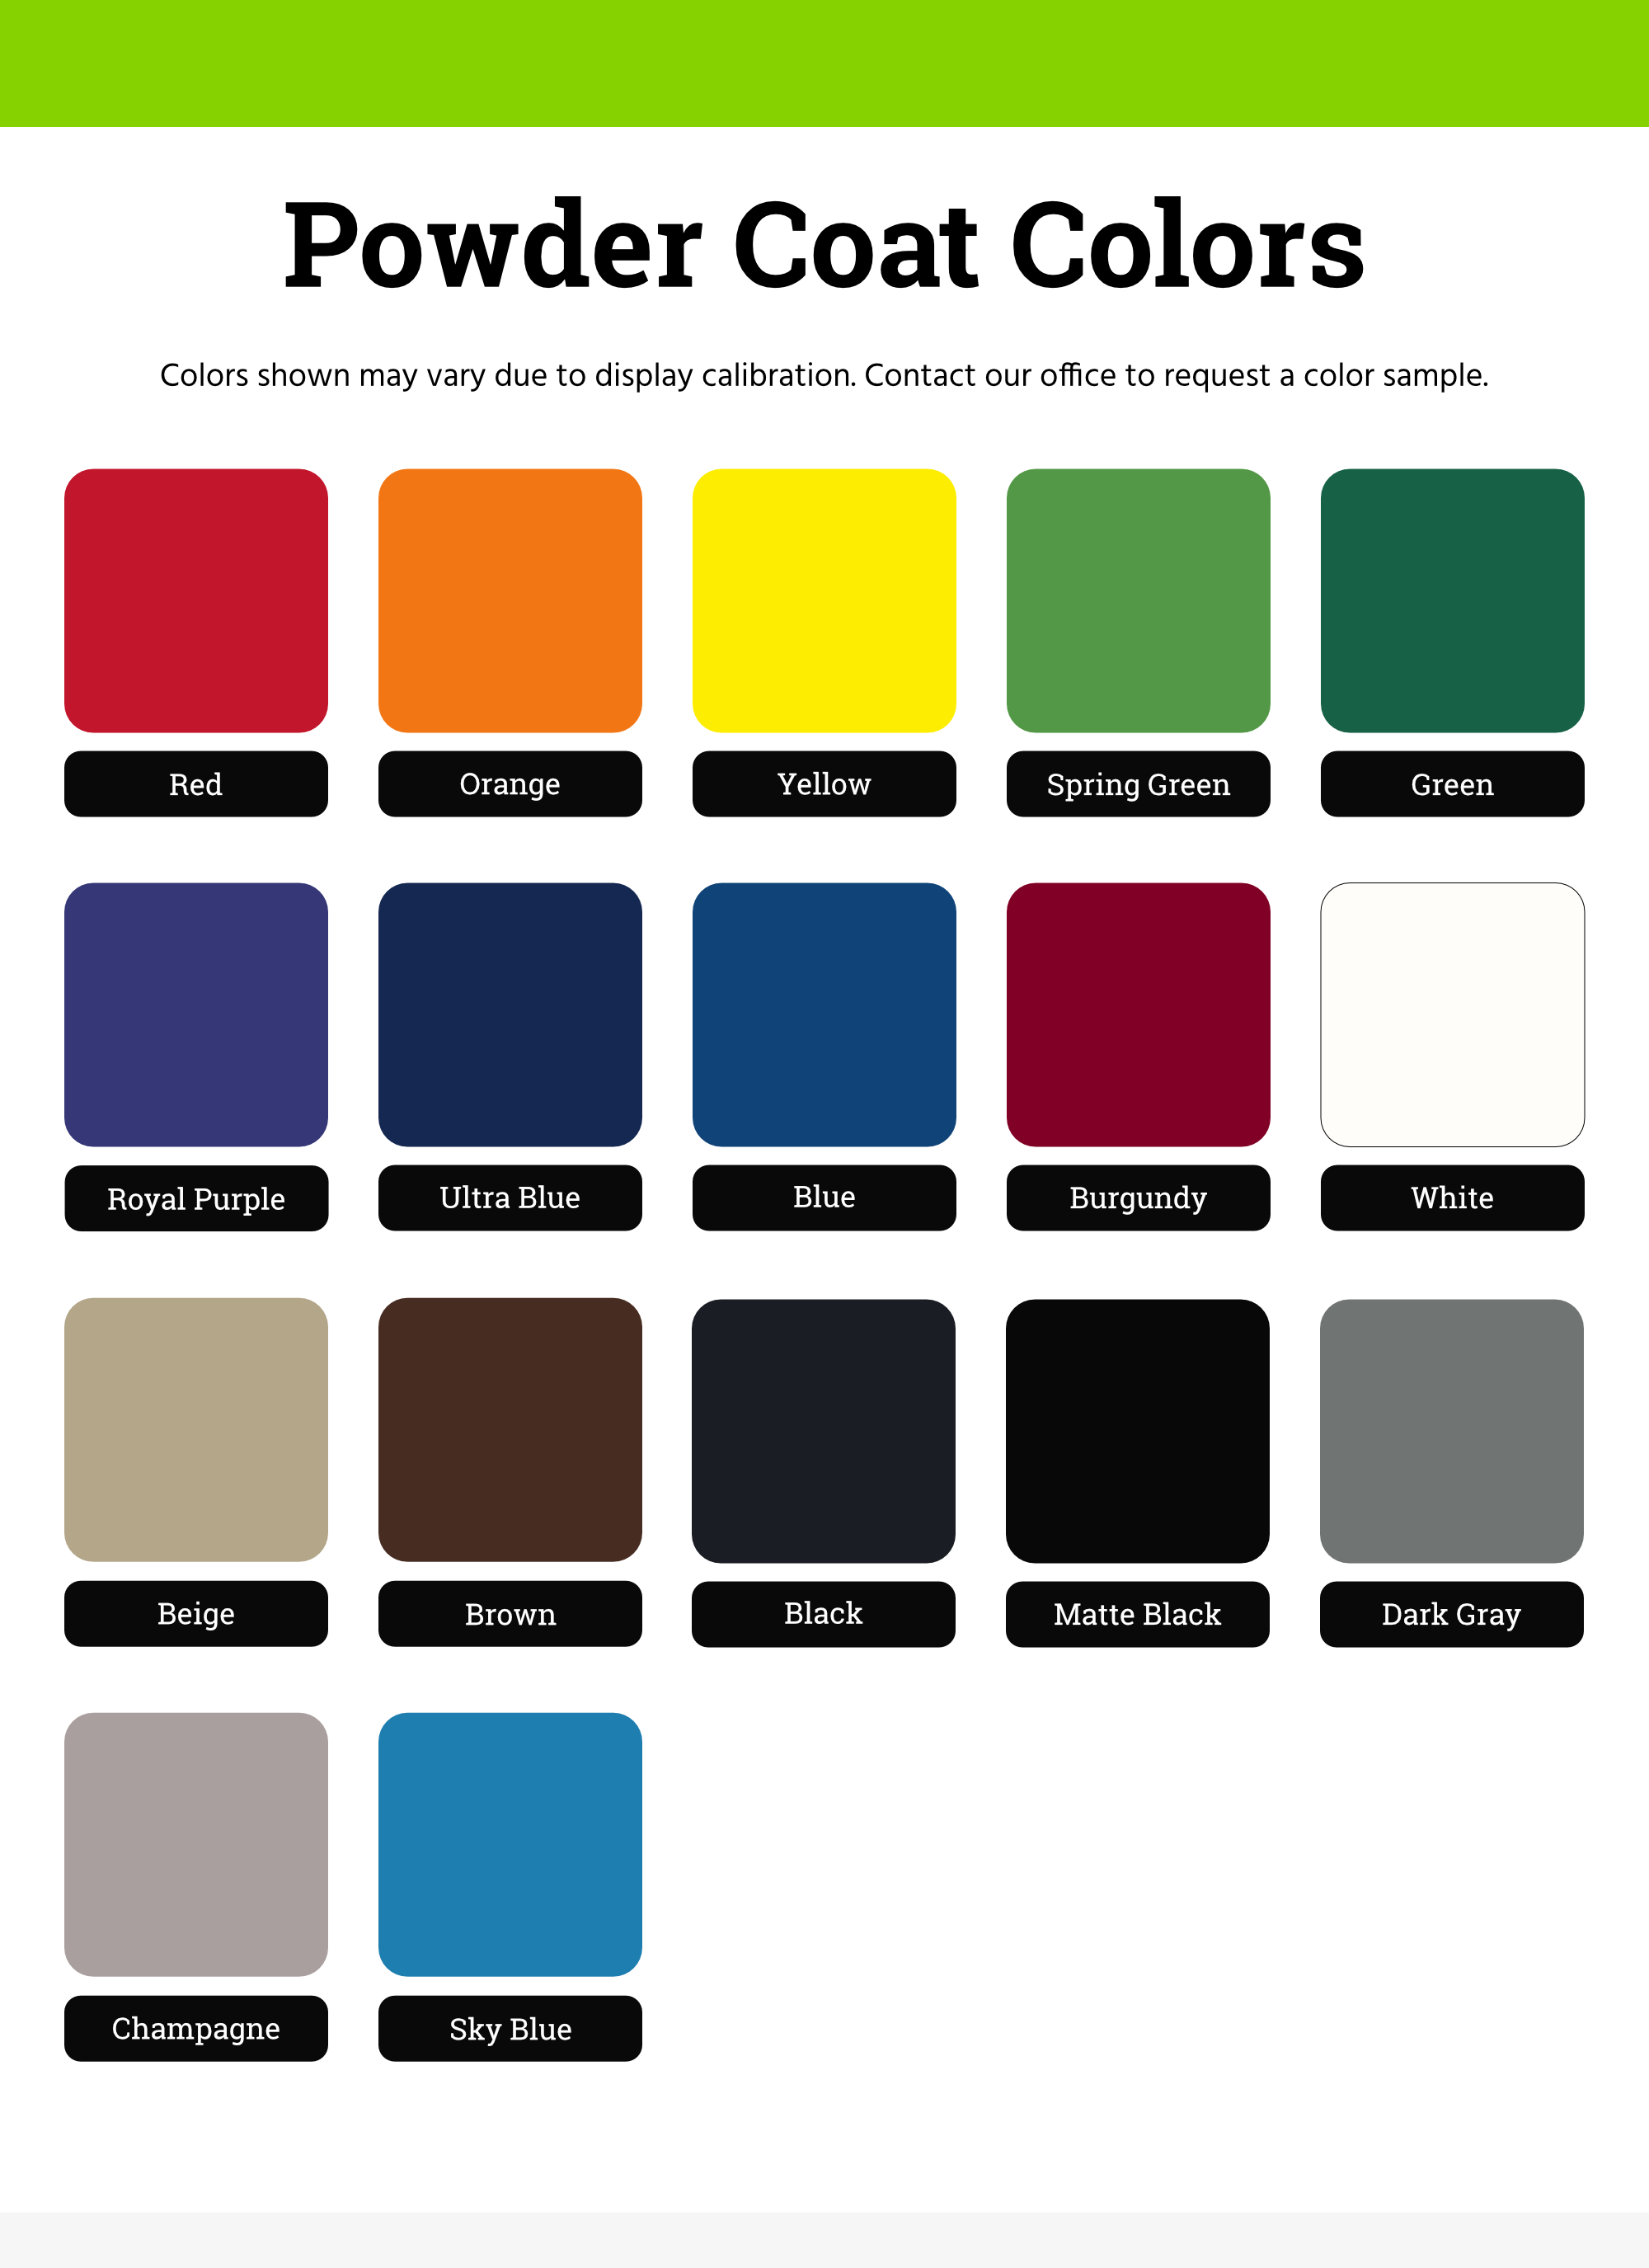 Powder Coat Colors
Colors shown may vary due to display calibration. Contact our office to request a color sample.
Red
Orange
Yellow
Spring Green
Green
Royal Purple
Ultra Blue
Blue
Burgundy
White
Beige
Brown
Black
Matte Black
Dark Gray
Champagne
Sky Blue